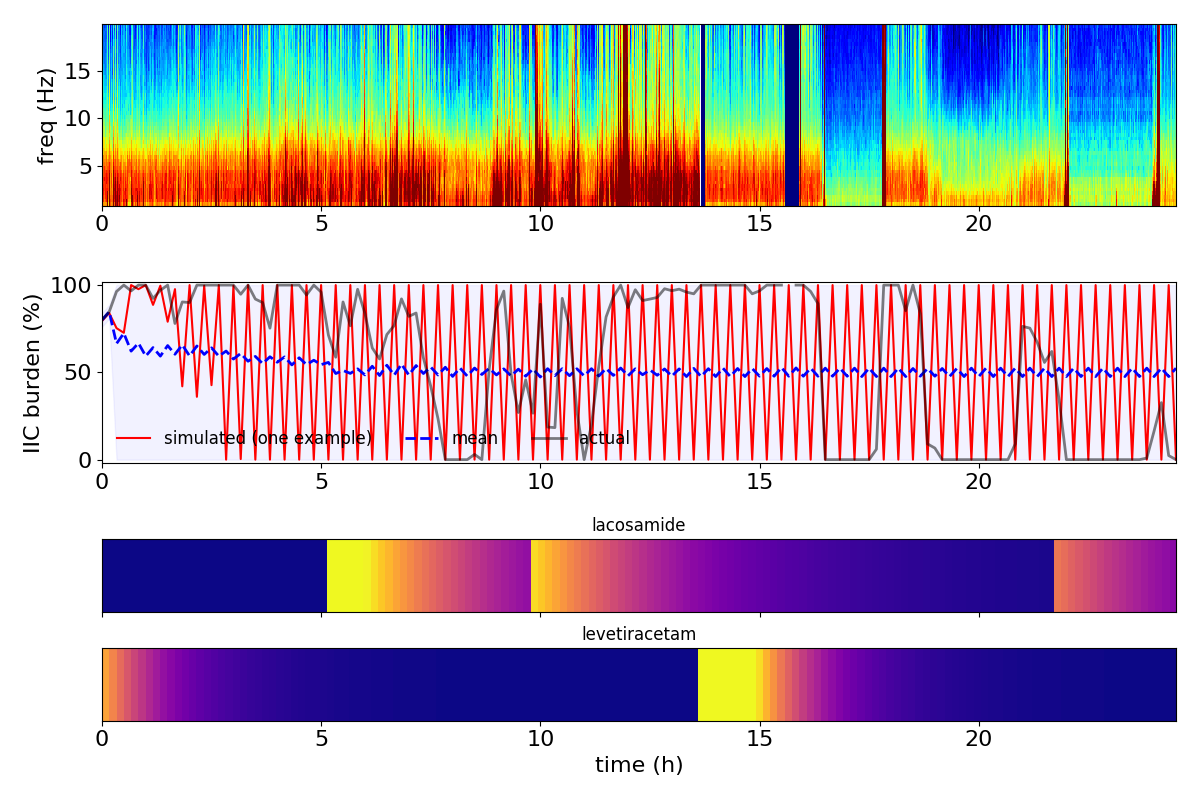 freq (Hz)
15
10
5
0 5 10 15 20
IIC burden (%)
100
50
0
simulated (one example) mean actual
0 5 10 15 20
lacosamide
levetiracetam
0 5 10 15 20
time (h)